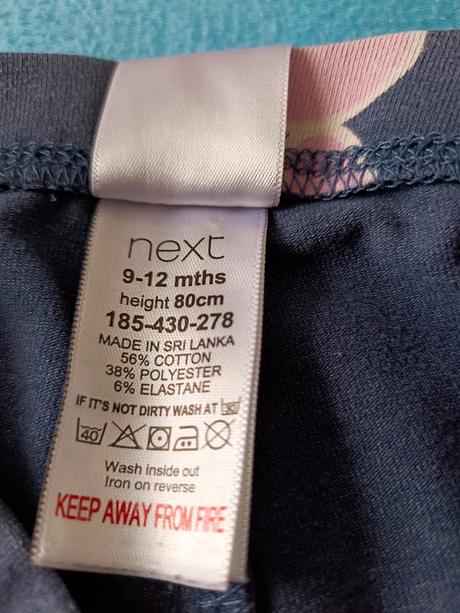 next
9-12 mths
height 80cm
185-430-278
MADE IN SRI LANKA
56% COTTON
38% POLYESTER
6% ELASTANE
IF IT'S NOT DIRTY WASH AT 30
40
Wash inside out
Iron on reverse
KEEP AWAY FROM FIRE